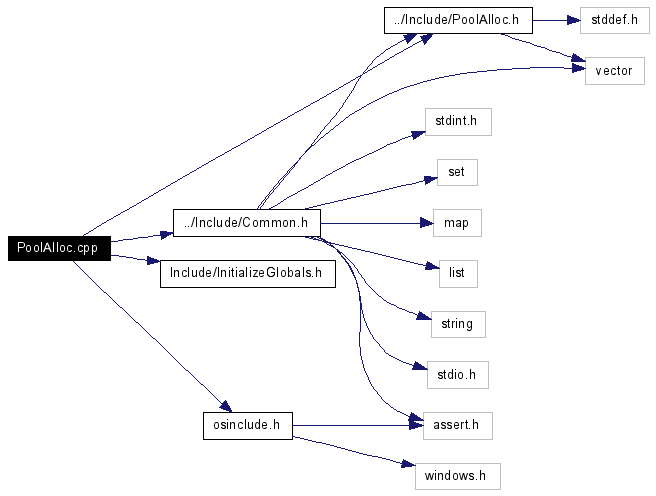 ../Include/PoolAlloc.h
stddef.h
vector
stdint.h
set
../Include/Common.h
map
PoolAlloc.cpp
Include/InitializeGlobals.h
list
string
stdio.h
osinclude.h
assert.h
windows.h